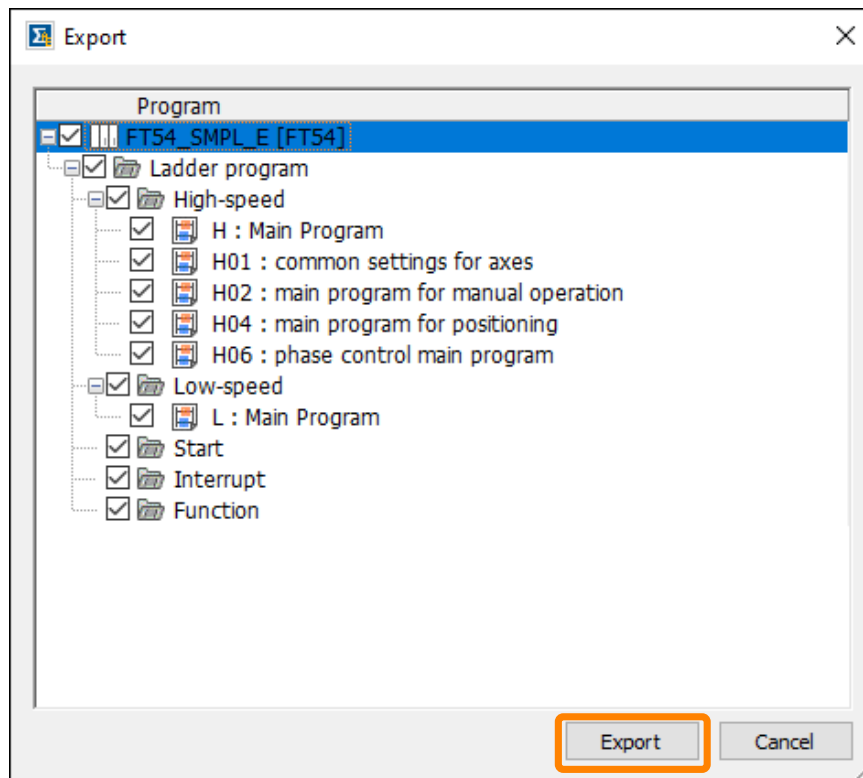 Export
Program
FT54_SMPL_E [FT54]
Ladder program
High-speed
H : Main Program
H01 : common settings for axes
H02 : main program for manual operation
H04 : main program for positioning
H06 : phase control main program
Low-speed
L : Main Program
Start
Interrupt
Function
Export Cancel